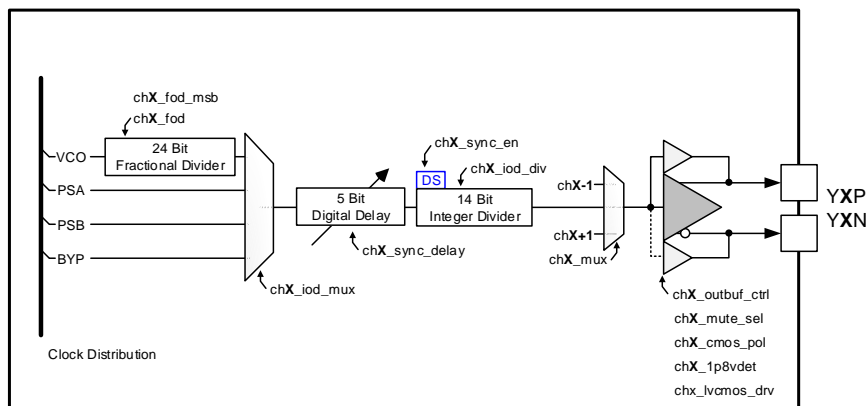 chX_fod_msb
chX_fod
VCO
24 Bit
Fractional Divider
PSA
PSB
BYP
chX_iod_mux
5 Bit
Digital Delay
chX_sync_delay
chX_sync_en
DS
chX_iod_div
14 Bit
Integer Divider
chX-1
chX+1
chX_mux
YXP
YXN
chX_outbuf_ctrl
chX_mute_sel
chX_cmos_pol
chX_1p8vdet
chx_lvcmos_drv
Clock Distribution